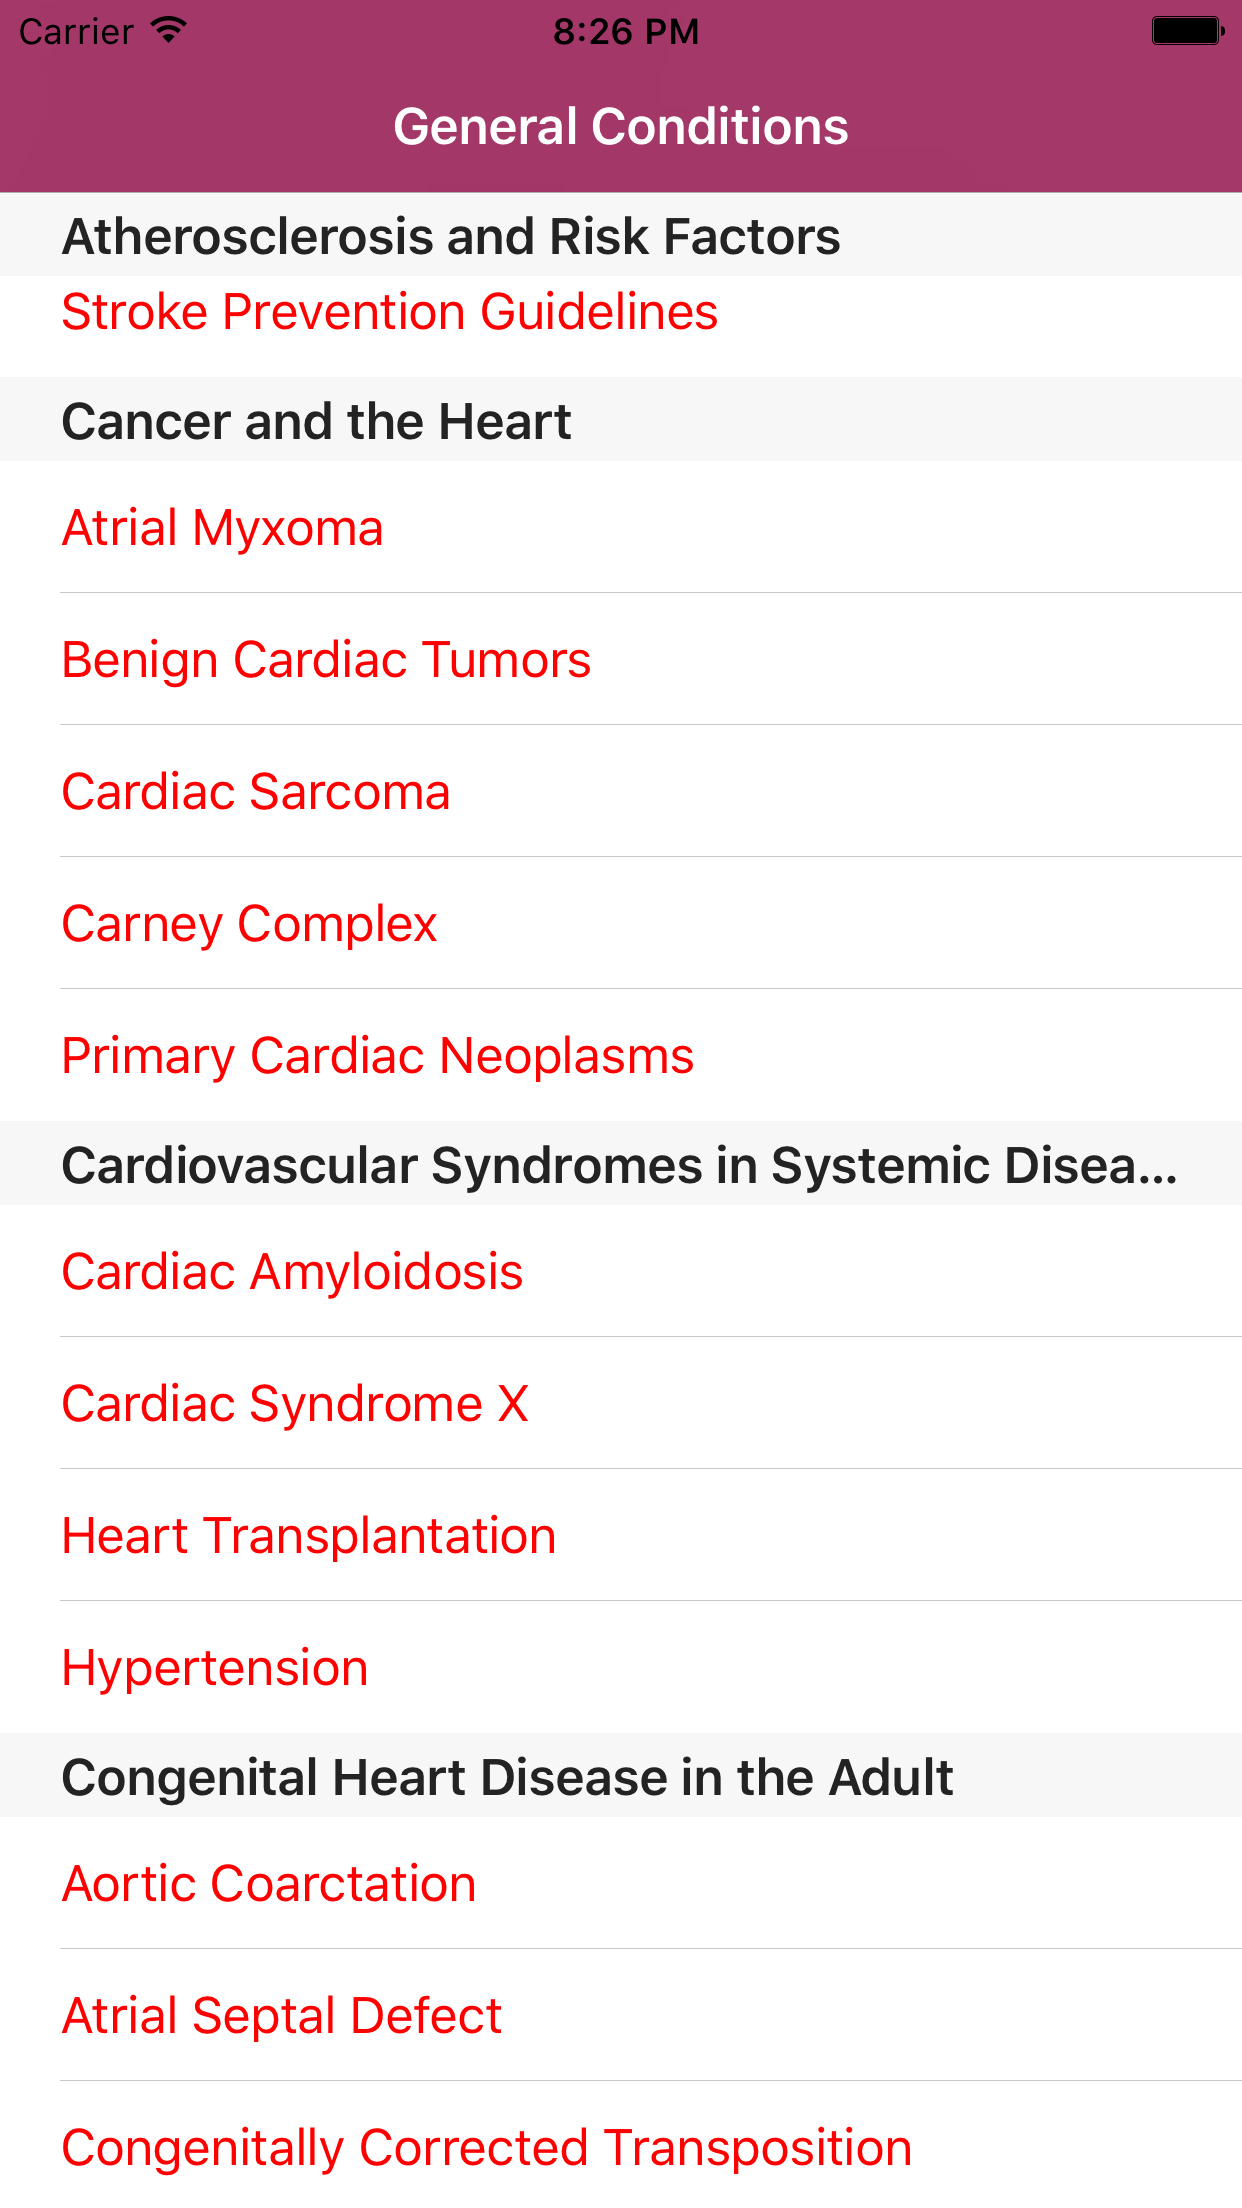 Carrier 8:26 PM
General Conditions
Atherosclerosis and Risk Factors
Stroke Prevention Guidelines
Cancer and the Heart
Atrial Myxoma
Benign Cardiac Tumors
Cardiac Sarcoma
Carney Complex
Primary Cardiac Neoplasms
Cardiovascular Syndromes in Systemic Disea...
Cardiac Amyloidosis
Cardiac Syndrome X
Heart Transplantation
Hypertension
Congenital Heart Disease in the Adult
Aortic Coarctation
Atrial Septal Defect
Congenitally Corrected Transposition